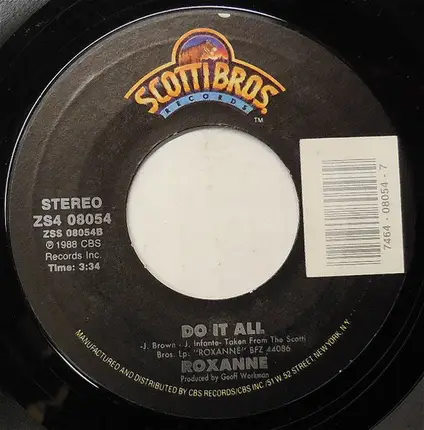 SCOTTI BROS.
RECORDS
TM
STEREO
ZS4 08054
ZSS 08054B
℗ 1988 CBS
Records Inc.
Time: 3:34
7464 - 08054 - 7
DO IT ALL
-J. Brown - J. Infante- Taken From The Scotti
Bros. Lp: "ROXANNE" BFZ 44086
ROXANNE
Produced by Geoff Workman
MANUFACTURED AND DISTRIBUTED BY CBS RECORDS/CBS INC./51 W. 52 STREET, NEW YORK, N.Y.